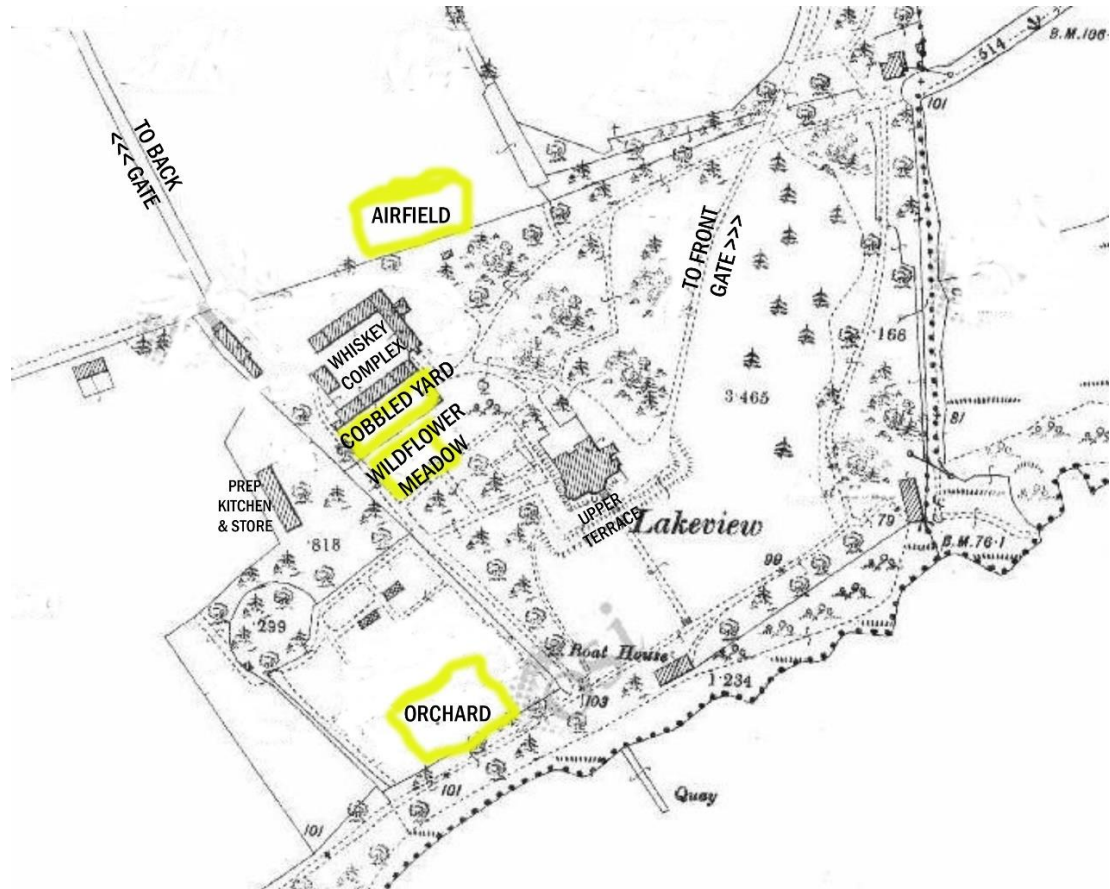 B.M.106·
514
101
TO BACK
<<< GATE
AIRFIELD
TO FRONT
GATE >>>
WHISKEY
COMPLEX
168
COBBLED YARD
3·465
81
WILDFLOWER
MEADOW
PREP
KITCHEN
& STORE
UPPER
TERRACE
Lakeview
79
B.M.76·1
·818
99
299
Boat House
1·234
103
ORCHARD
101
Quay
101